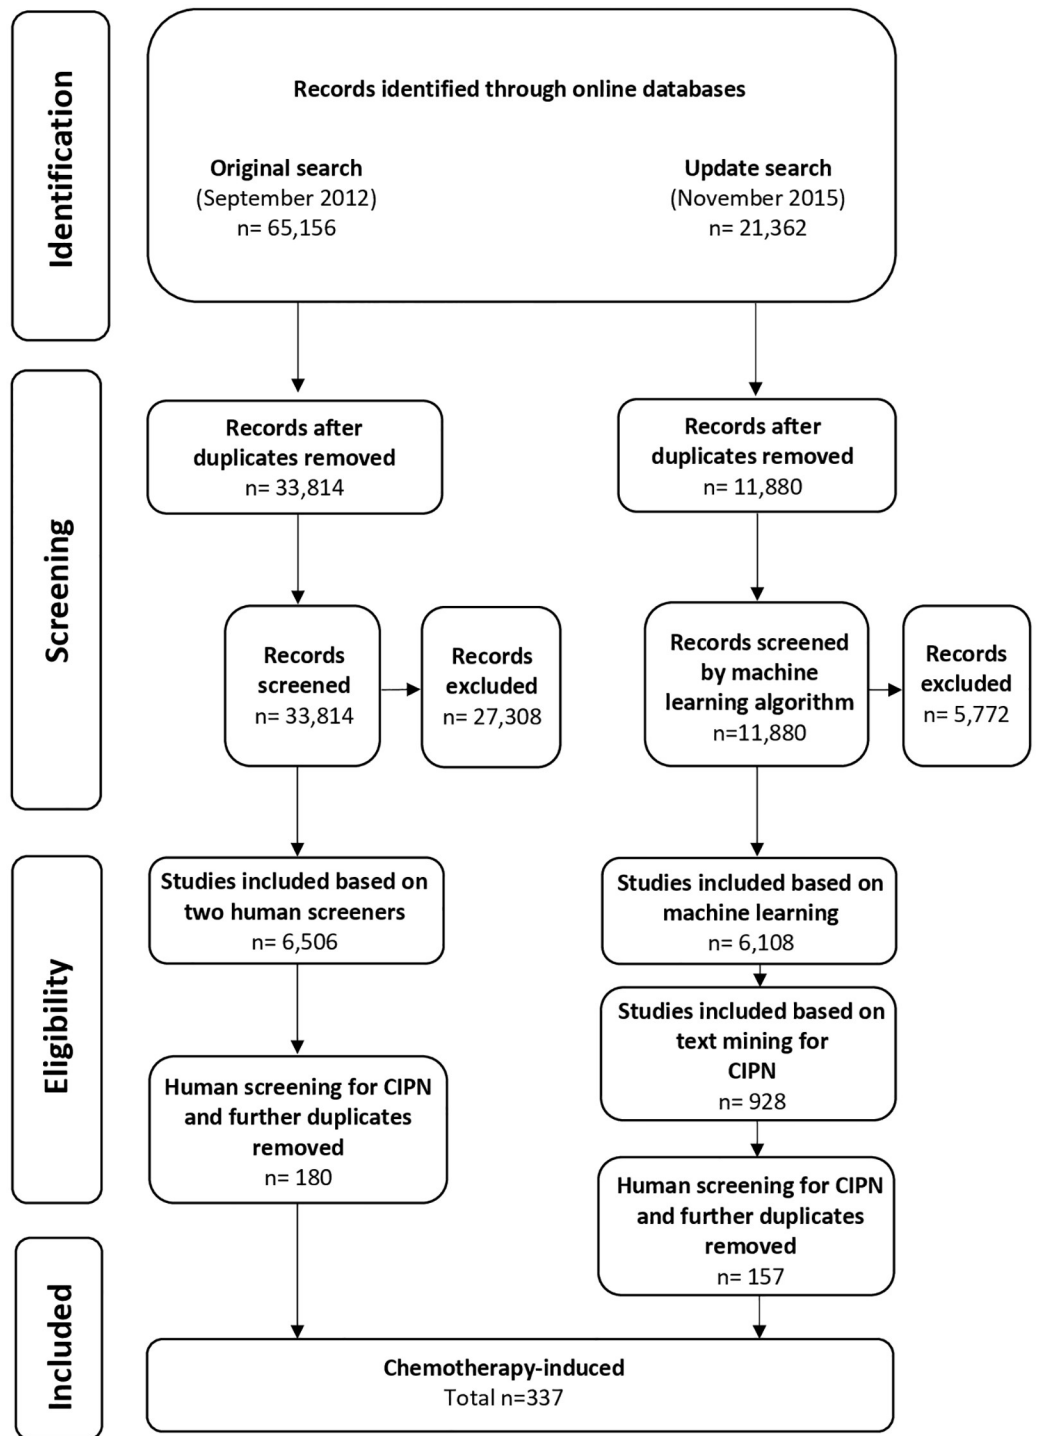 Identification
Records identified through online databases
Original search
(September 2012)
n= 65,156
Update search
(November 2015)
n= 21,362
Screening
Records after
duplicates removed
n= 33,814
Records after
duplicates removed
n= 11,880
Records
screened
n= 33,814
Records
excluded
n= 27,308
Records screened
by machine
learning algorithm
n=11,880
Records
excluded
n= 5,772
Eligibility
Studies included based on
two human screeners
n= 6,506
Studies included based on
machine learning
n= 6,108
Studies included based on
text mining for
CIPN
n= 928
Human screening for CIPN
and further duplicates
removed
n= 180
Human screening for CIPN
and further duplicates
removed
n= 157
Included
Chemotherapy-induced
Total n=337